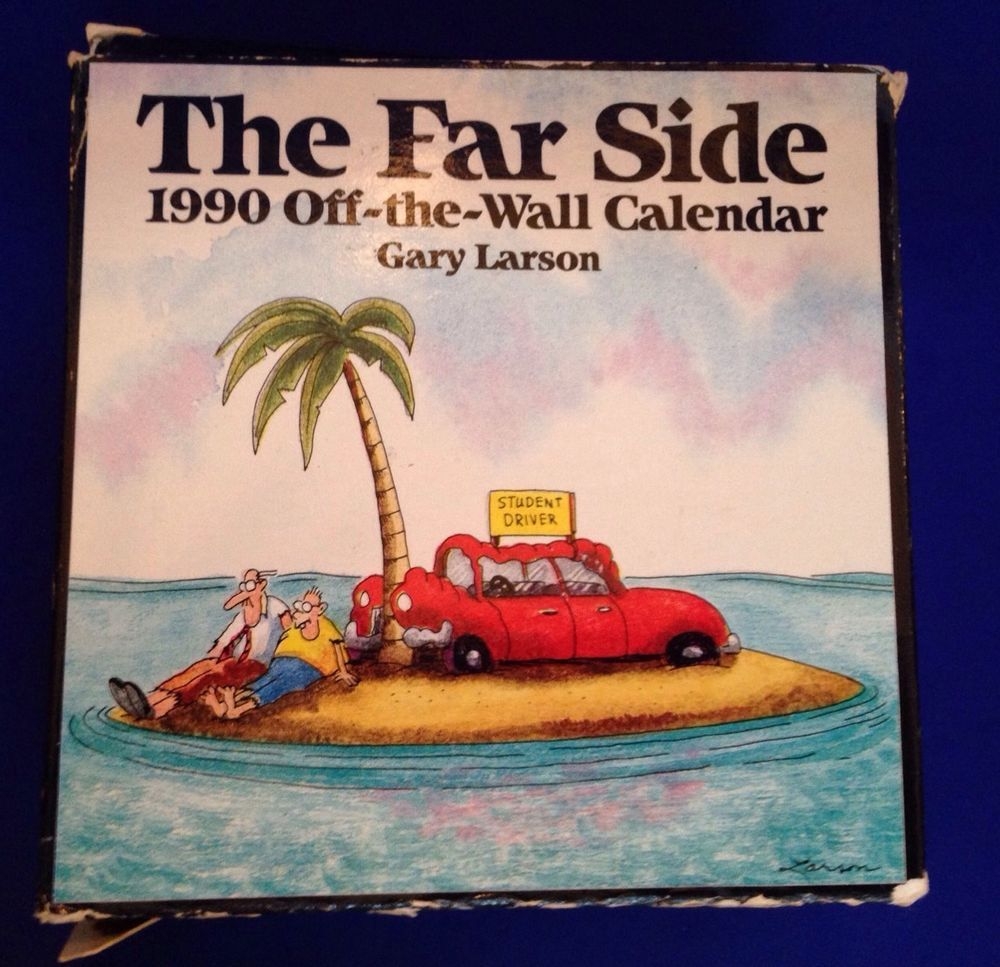 The Far Side
1990 Off-the-Wall Calendar
Gary Larson
STUDENT
DRIVER
Larson